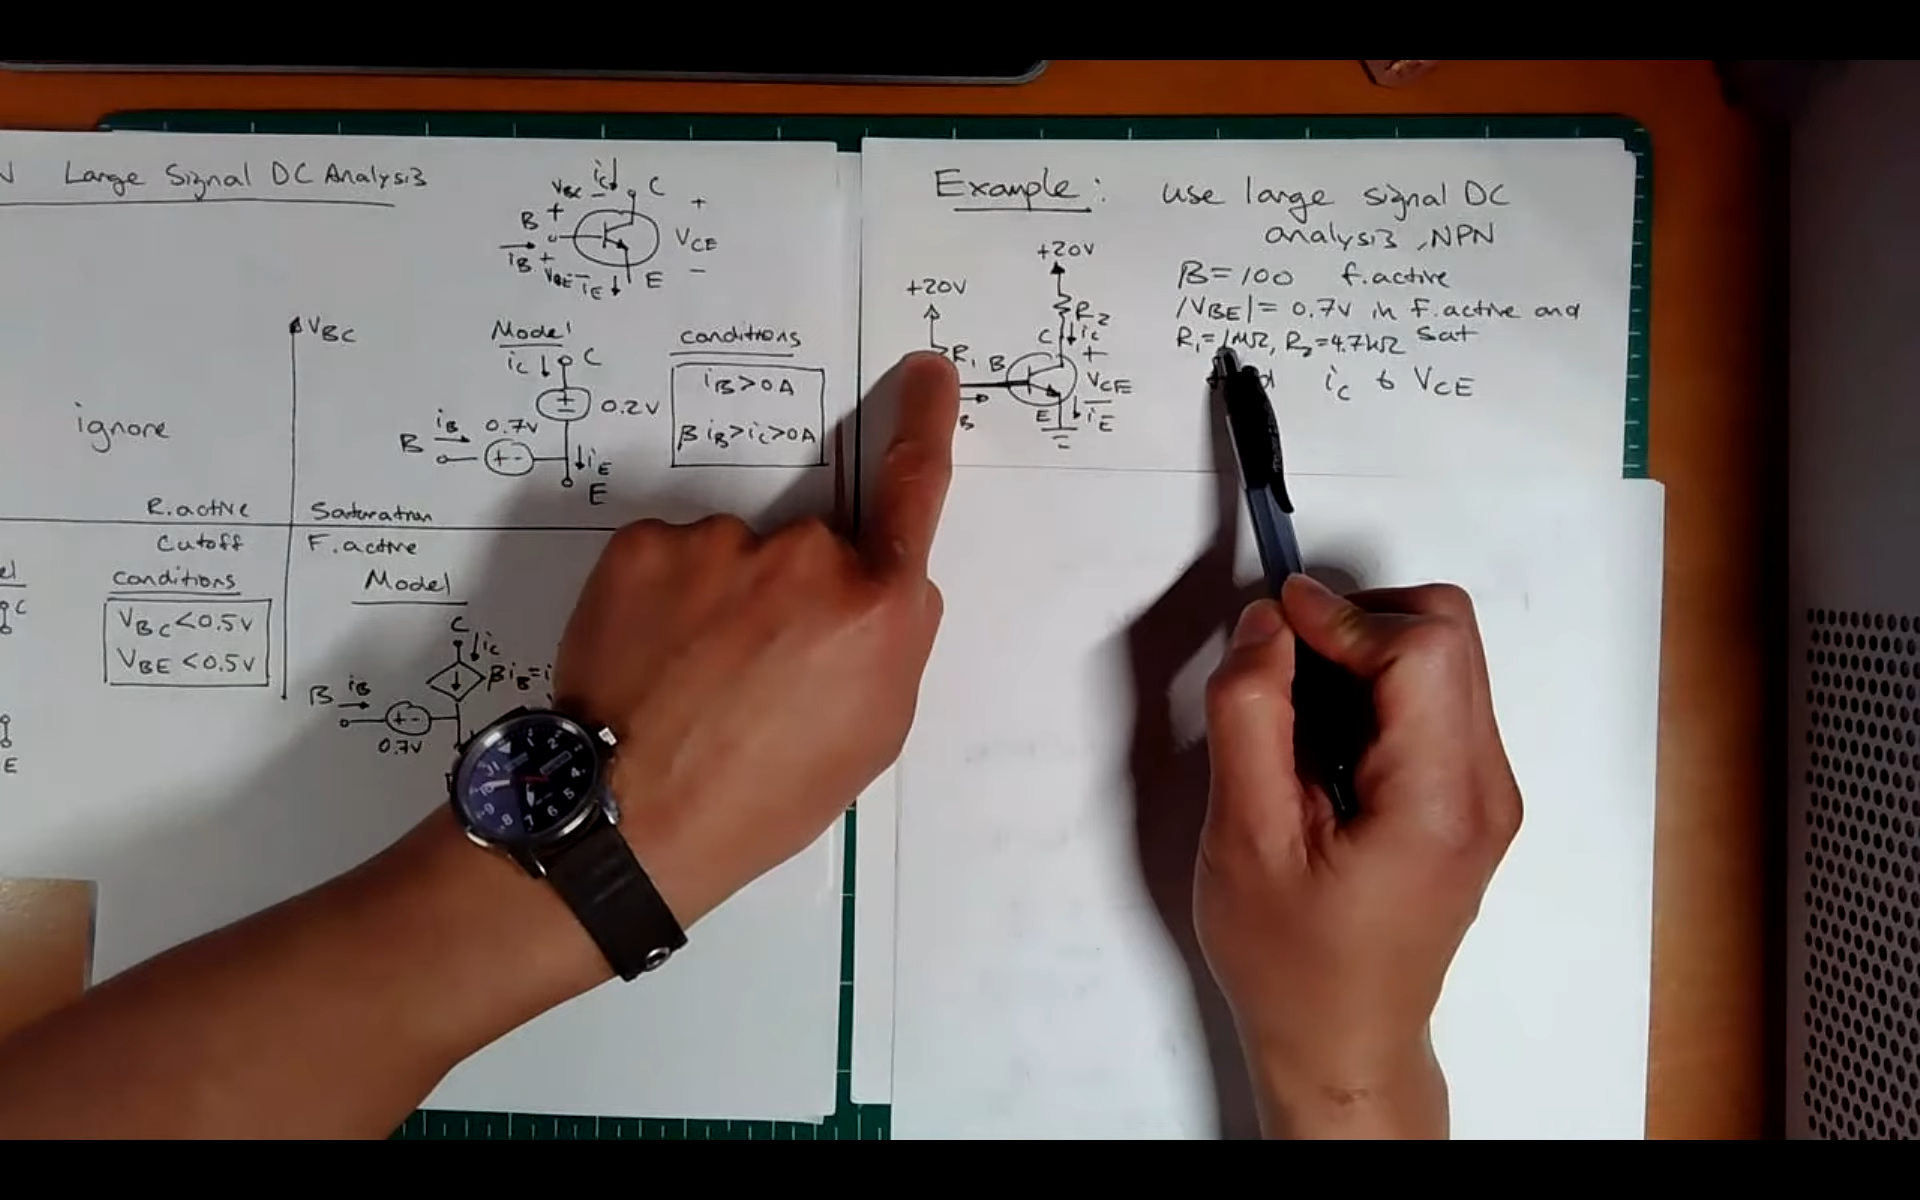 Large Signal DC Analysis
VBC
ic
C
+
B
+
VCE
iB
+
VBE
-
iE
E
-
VBC
Model
ic
C
0.2V
iB
0.7V
B
iE
E
conditions
iB>0A
βiB>ic>0A
ignore
R.active
Saturation
Cutoff
F.active
conditions
VBC<0.5V
VBE<0.5V
C
E
Model
C
ic
βiB=i
B
iB
0.7V
Example: use large signal DC
analysis, NPN
+20V
+20V
R1
R2
B
C
ic
+
VCE
-
E
iE
B
β=100 f.active
|VBE|=0.7V in f.active and
R1=1MΩ, R2=4.7kΩ sat
ic & VCE